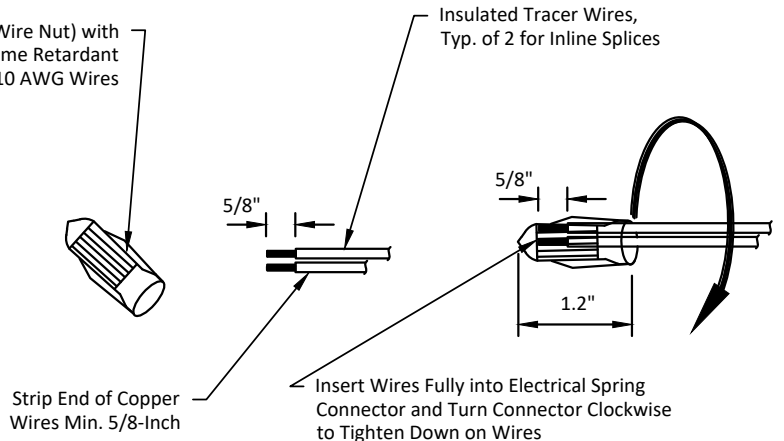 Wire Nut) with
me Retardant
10 AWG Wires
Insulated Tracer Wires,
Typ. of 2 for Inline Splices
5/8"
5/8"
1.2"
Strip End of Copper
Wires Min. 5/8-Inch
Insert Wires Fully into Electrical Spring
Connector and Turn Connector Clockwise
to Tighten Down on Wires